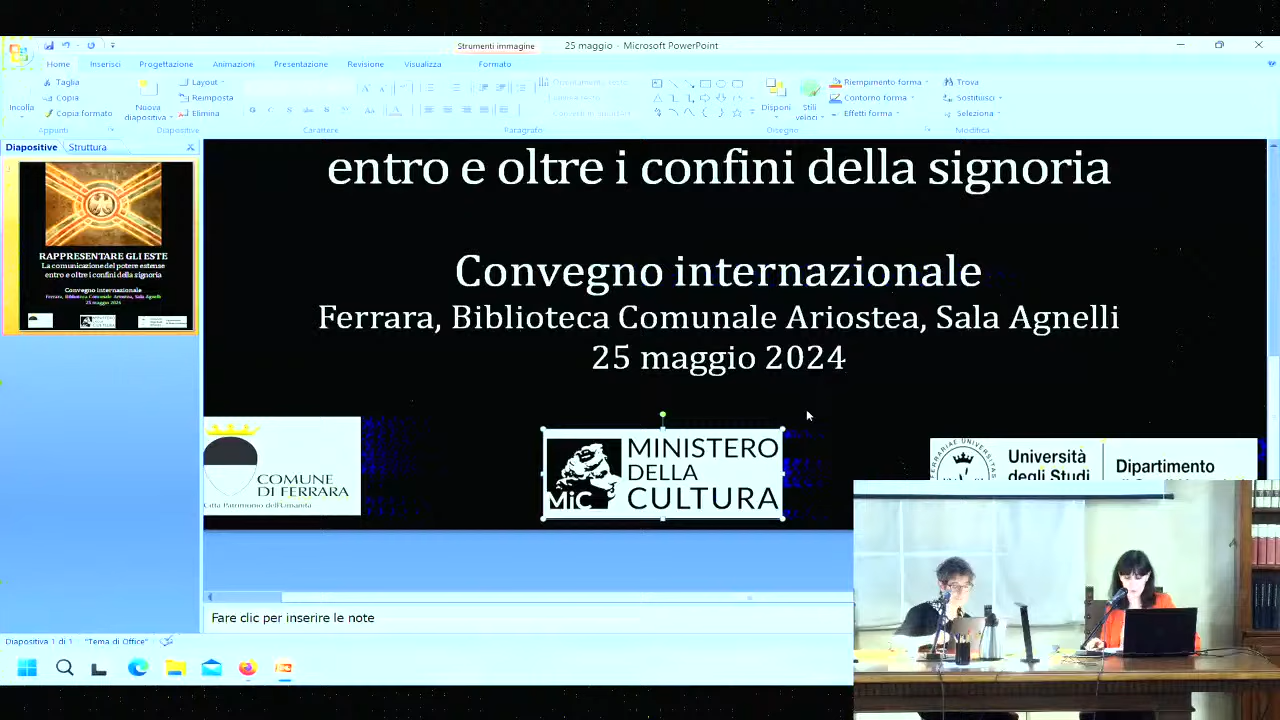 Strumenti immagine
25 maggio - Microsoft PowerPoint
Home Inserisci Progettazione Animazioni Presentazione Revisione Visualizza Formato
Incolla
Taglia
Copia
Copia formato
Appunti
Nuova
diapositiva
Layout
Reimposta
Elimina
Diapositive
Carattere
Paragrafo
Disponi
Stili
veloci
Riempimento forma
Contorno forma
Effetti forma
Disegno
Trova
Sostituisci
Seleziona
Modifica
Diapositive Struttura
RAPPRESENTARE GLI ESTE
La comunicazione del potere estense
entro e oltre i confini della signoria
Convegno internazionale
Ferrara, Biblioteca Comunale Ariostea, Sala Agnelli
25 maggio 2024
entro e oltre i confini della signoria
Convegno internazionale
Ferrara, Biblioteca Comunale Ariostea, Sala Agnelli
25 maggio 2024
COMUNE
DI FERRARA
Città Patrimonio dell'Umanità
MiC
MINISTERO
DELLA
CULTURA
Università
degli Studi
Dipartimento
Fare clic per inserire le note
Diapositiva 1 di 1 "Tema di Office"